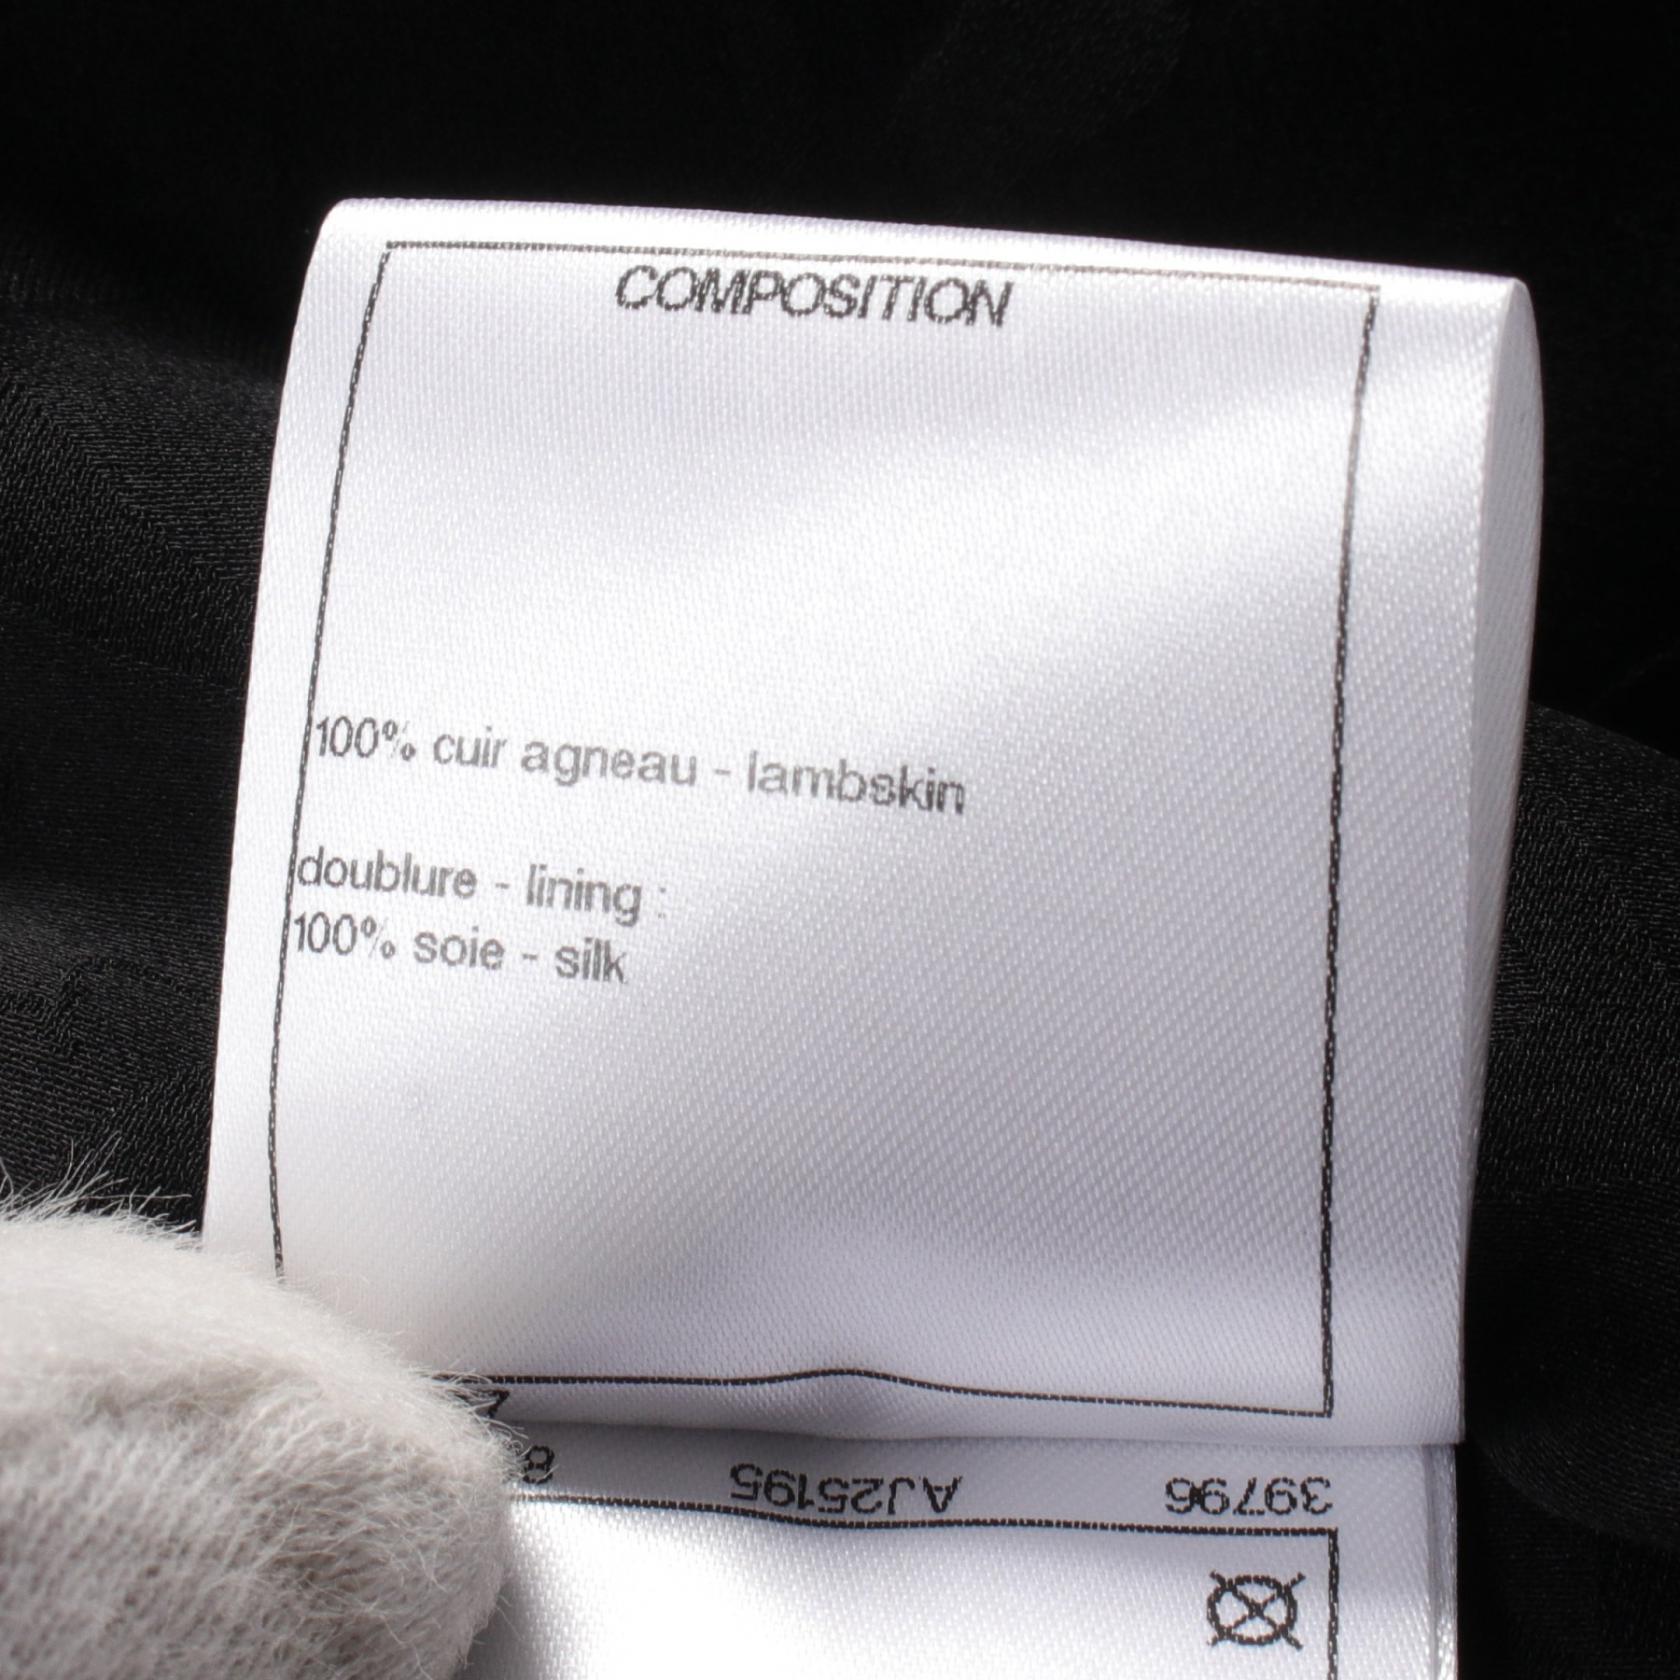 COMPOSITION
100% cuir agneau - lambskin
doublure - lining :
100% soie - silk
39796 AJ25195